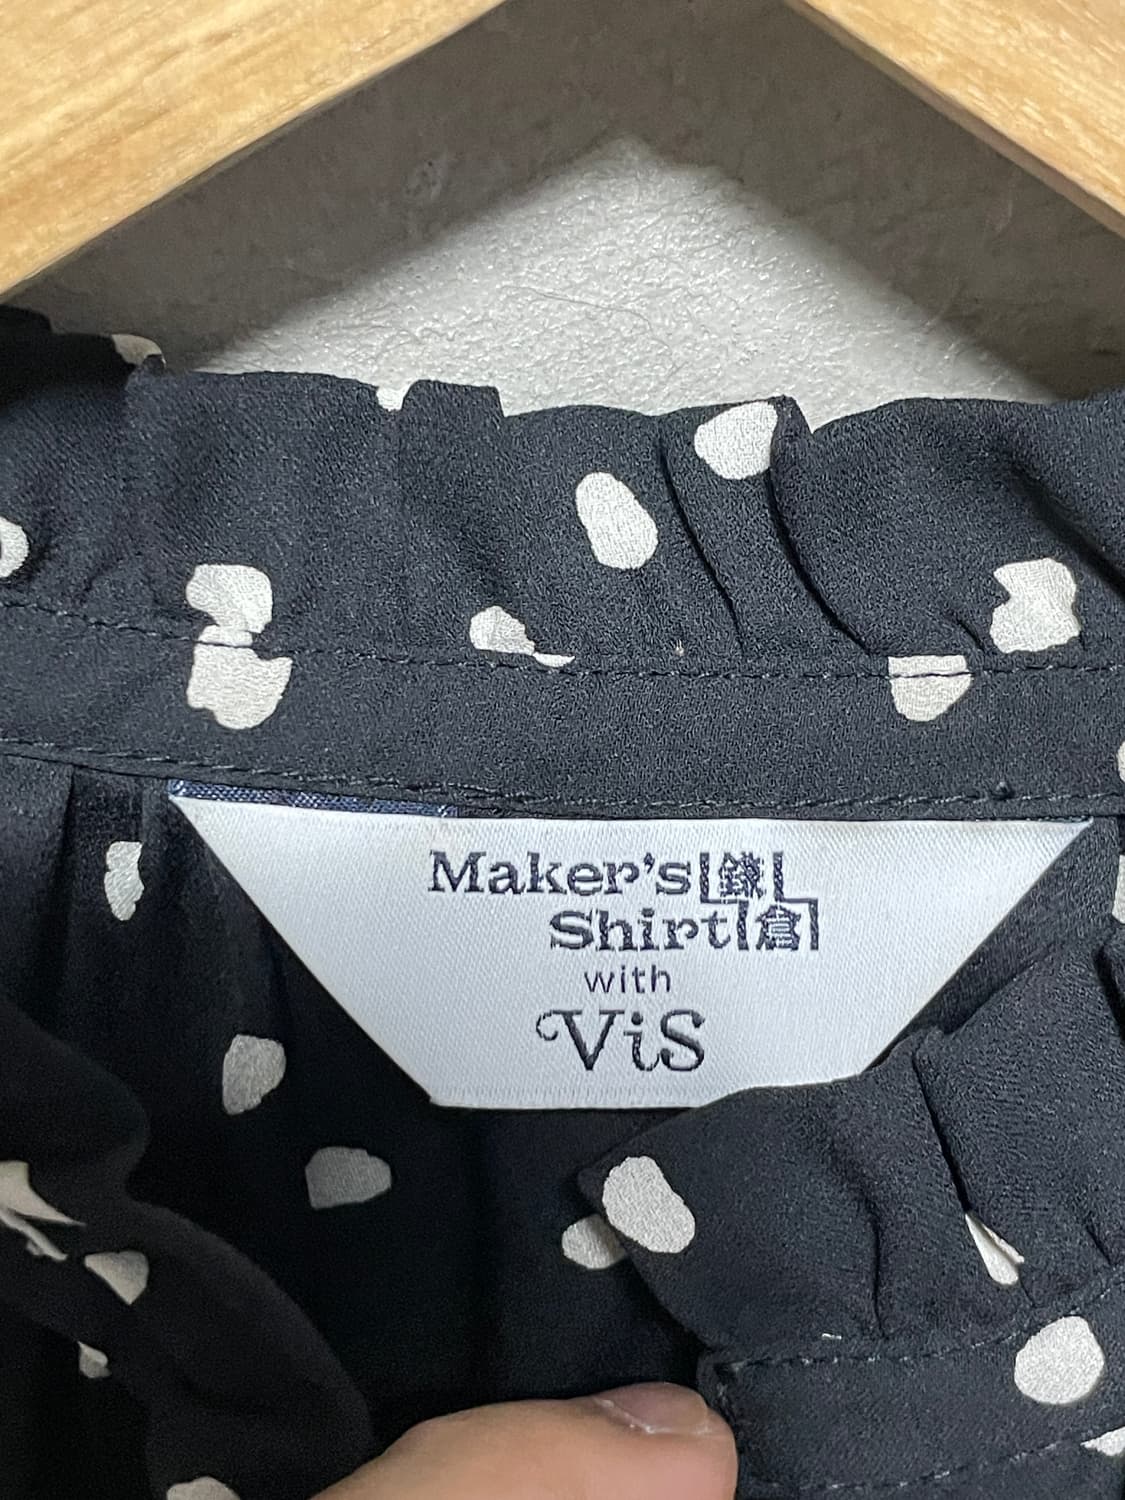 Maker's 鎌
Shirt 倉
with
ViS